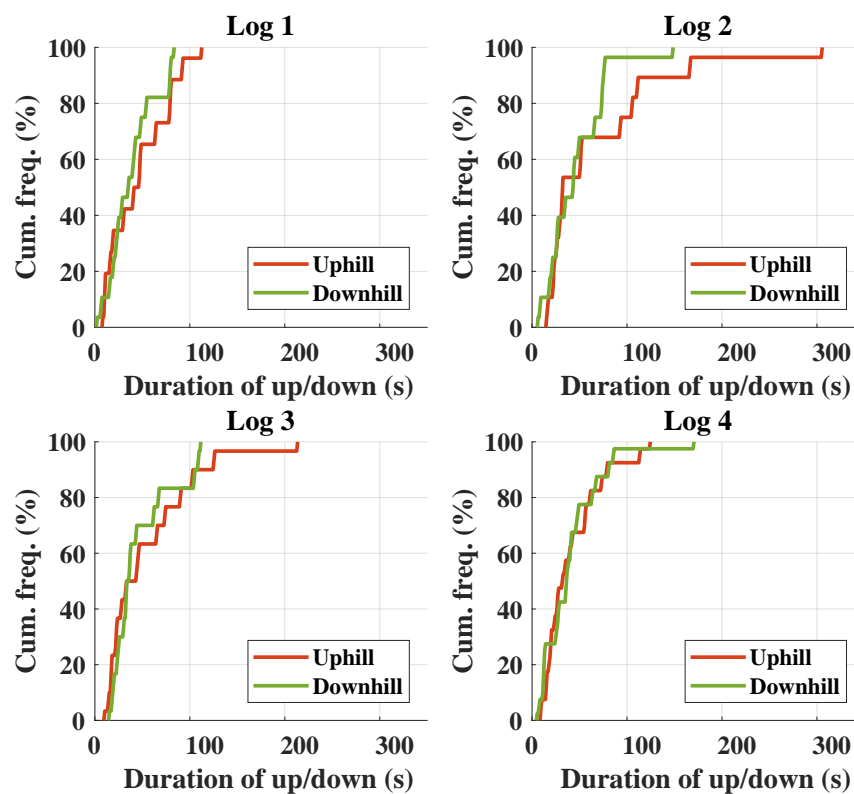 Log 1
100
80
60
40
20
0
Cum. freq. (%)
Uphill
Downhill
0 100 200 300
Duration of up/down (s)
Log 2
100
80
60
40
20
0
Cum. freq. (%)
Uphill
Downhill
0 100 200 300
Duration of up/down (s)
Log 3
100
80
60
40
20
0
Cum. freq. (%)
Uphill
Downhill
0 100 200 300
Duration of up/down (s)
Log 4
100
80
60
40
20
0
Cum. freq. (%)
Uphill
Downhill
0 100 200 300
Duration of up/down (s)